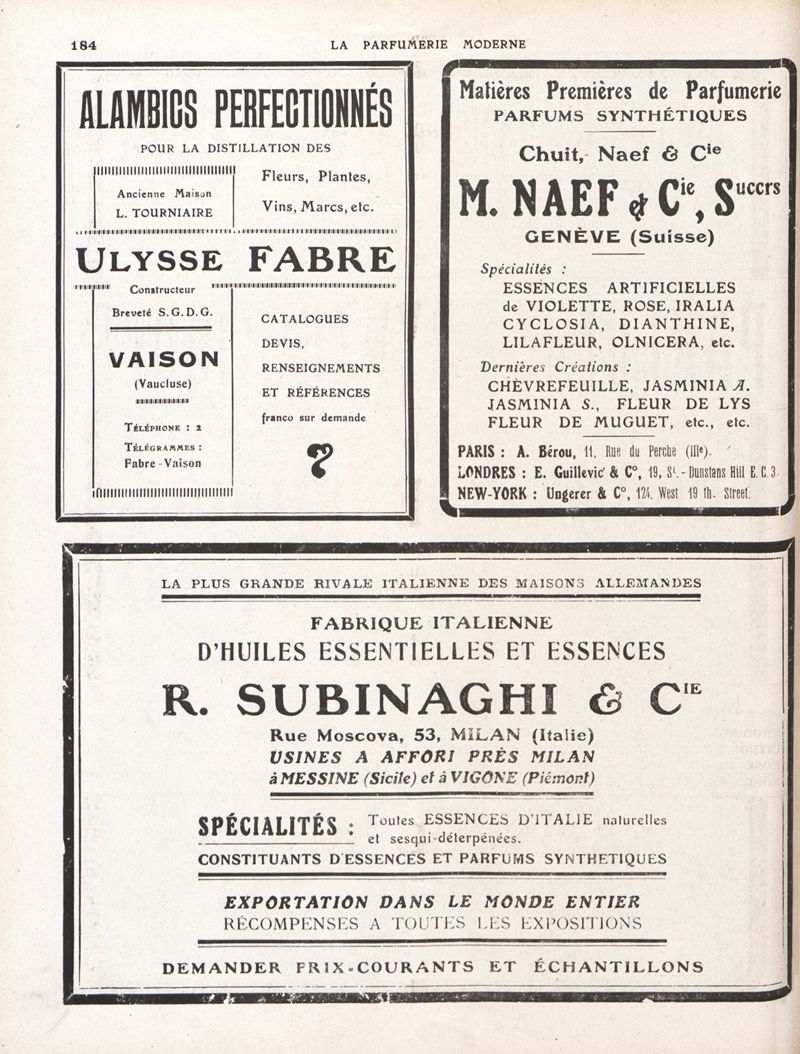 184
LA PARFUMERIE MODERNE
ALAMBICS PERFECTIONNÉS
POUR LA DISTILLATION DES
Ancienne Maison
L. TOURNIAIRE
Fleurs, Plantes,
Vins, Marcs, etc.
ULYSSE FABRE
Constructeur
Breveté S.G.D.G.
VAISON
(Vaucluse)
TÉLÉPHONE : 2
TÉLÉGRAMMES :
Fabre-Vaison
CATALOGUES
DEVIS,
RENSEIGNEMENTS
ET RÉFÉRENCES
franco sur demande
Matières Premières de Parfumerie
PARFUMS SYNTHÉTIQUES
Chuit, Naef & Cie
M. NAEF & Cie, Succrs
GENÈVE (Suisse)
Spécialités :
ESSENCES ARTIFICIELLES
de VIOLETTE, ROSE, IRALIA
CYCLOSIA, DIANTHINE,
LILAFLEUR, OLNICERA, etc.
Dernières Créations :
CHÈVREFEUILLE, JASMINIA A.
JASMINIA S., FLEUR DE LYS
FLEUR DE MUGUET, etc., etc.
PARIS : A. Bérou, 11, Rue du Perche (IIIe).
LONDRES : E. Guillevic & Co, 19, St.-Dunstans Hill E.C.3.
NEW-YORK : Ungerer & Co, 124, West 19 th. Street.
LA PLUS GRANDE RIVALE ITALIENNE DES MAISONS ALLEMANDES
FABRIQUE ITALIENNE
D'HUILES ESSENTIELLES ET ESSENCES
R. SUBINAGHI & CIE
Rue Moscova, 53, MILAN (Italie)
USINES A AFFORI PRÈS MILAN
à MESSINE (Sicile) et à VIGONE (Piémont)
SPÉCIALITÉS : Toutes ESSENCES D'ITALIE naturelles
et sesqui-déterpénées.
CONSTITUANTS D'ESSENCES ET PARFUMS SYNTHETIQUES
EXPORTATION DANS LE MONDE ENTIER
RÉCOMPENSES A TOUTES LES EXPOSITIONS
DEMANDER PRIX-COURANTS ET ÉCHANTILLONS